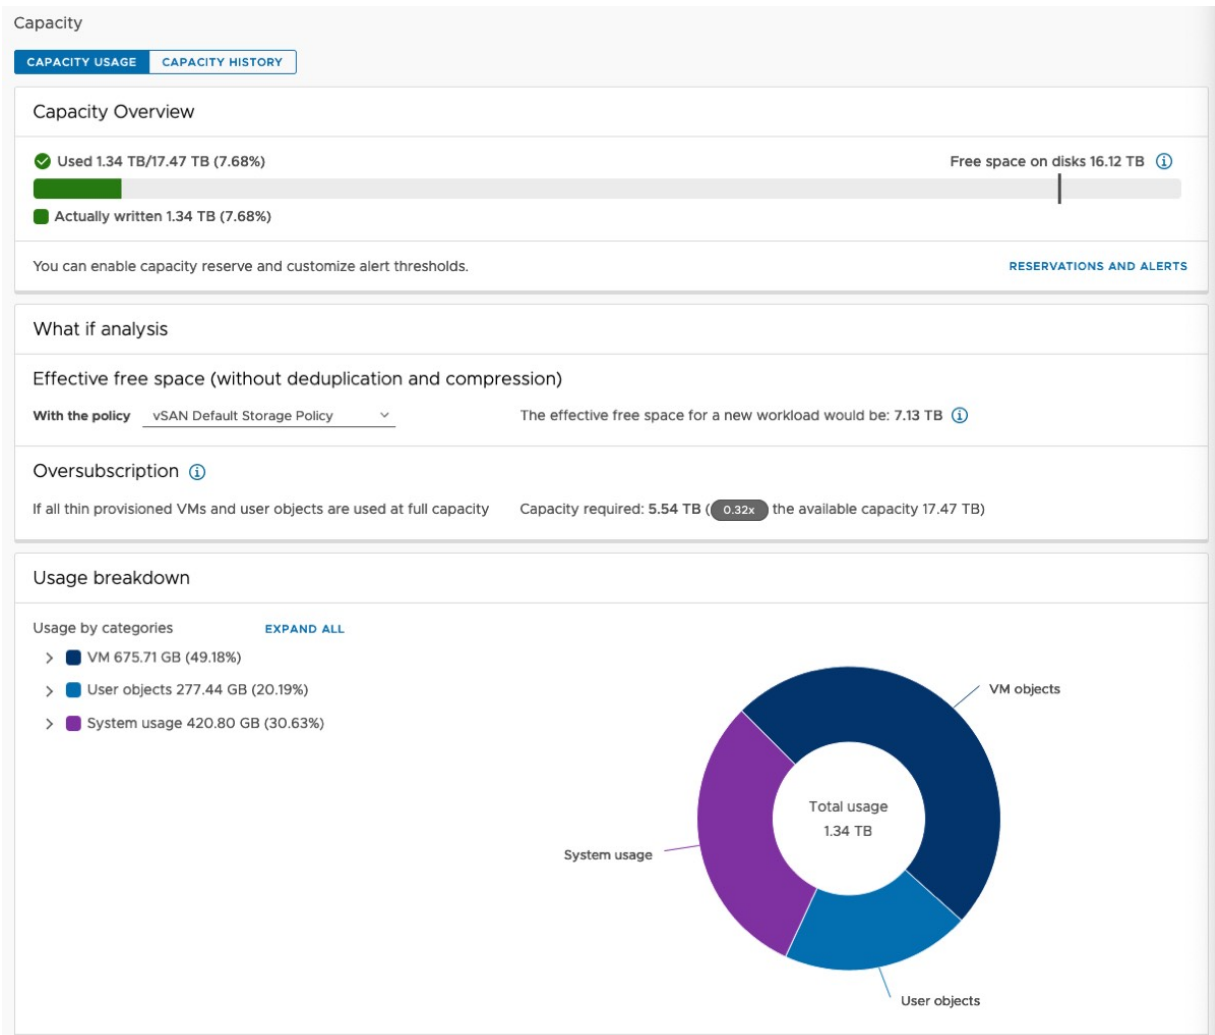 Capacity
CAPACITY USAGE CAPACITY HISTORY
Capacity Overview
Used 1.34 TB/17.47 TB (7.68%) Free space on disks 16.12 TB
Actually written 1.34 TB (7.68%)
You can enable capacity reserve and customize alert thresholds. RESERVATIONS AND ALERTS
What if analysis
Effective free space (without deduplication and compression)
With the policy vSAN Default Storage Policy The effective free space for a new workload would be: 7.13 TB
Oversubscription
If all thin provisioned VMs and user objects are used at full capacity Capacity required: 5.54 TB ( 0.32x the available capacity 17.47 TB)
Usage breakdown
Usage by categories EXPAND ALL
VM 675.71 GB (49.18%)
User objects 277.44 GB (20.19%)
System usage 420.80 GB (30.63%)
VM objects
Total usage
1.34 TB
System usage
User objects